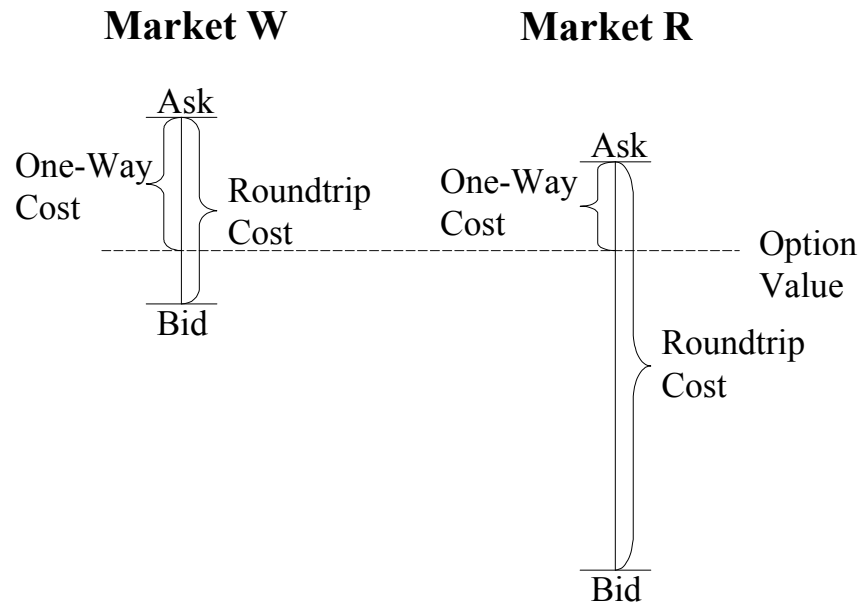 Market W
Market R
Ask
One-Way
Cost
Roundtrip
Cost
Bid
Ask
One-Way
Cost
Option
Value
Roundtrip
Cost
Bid